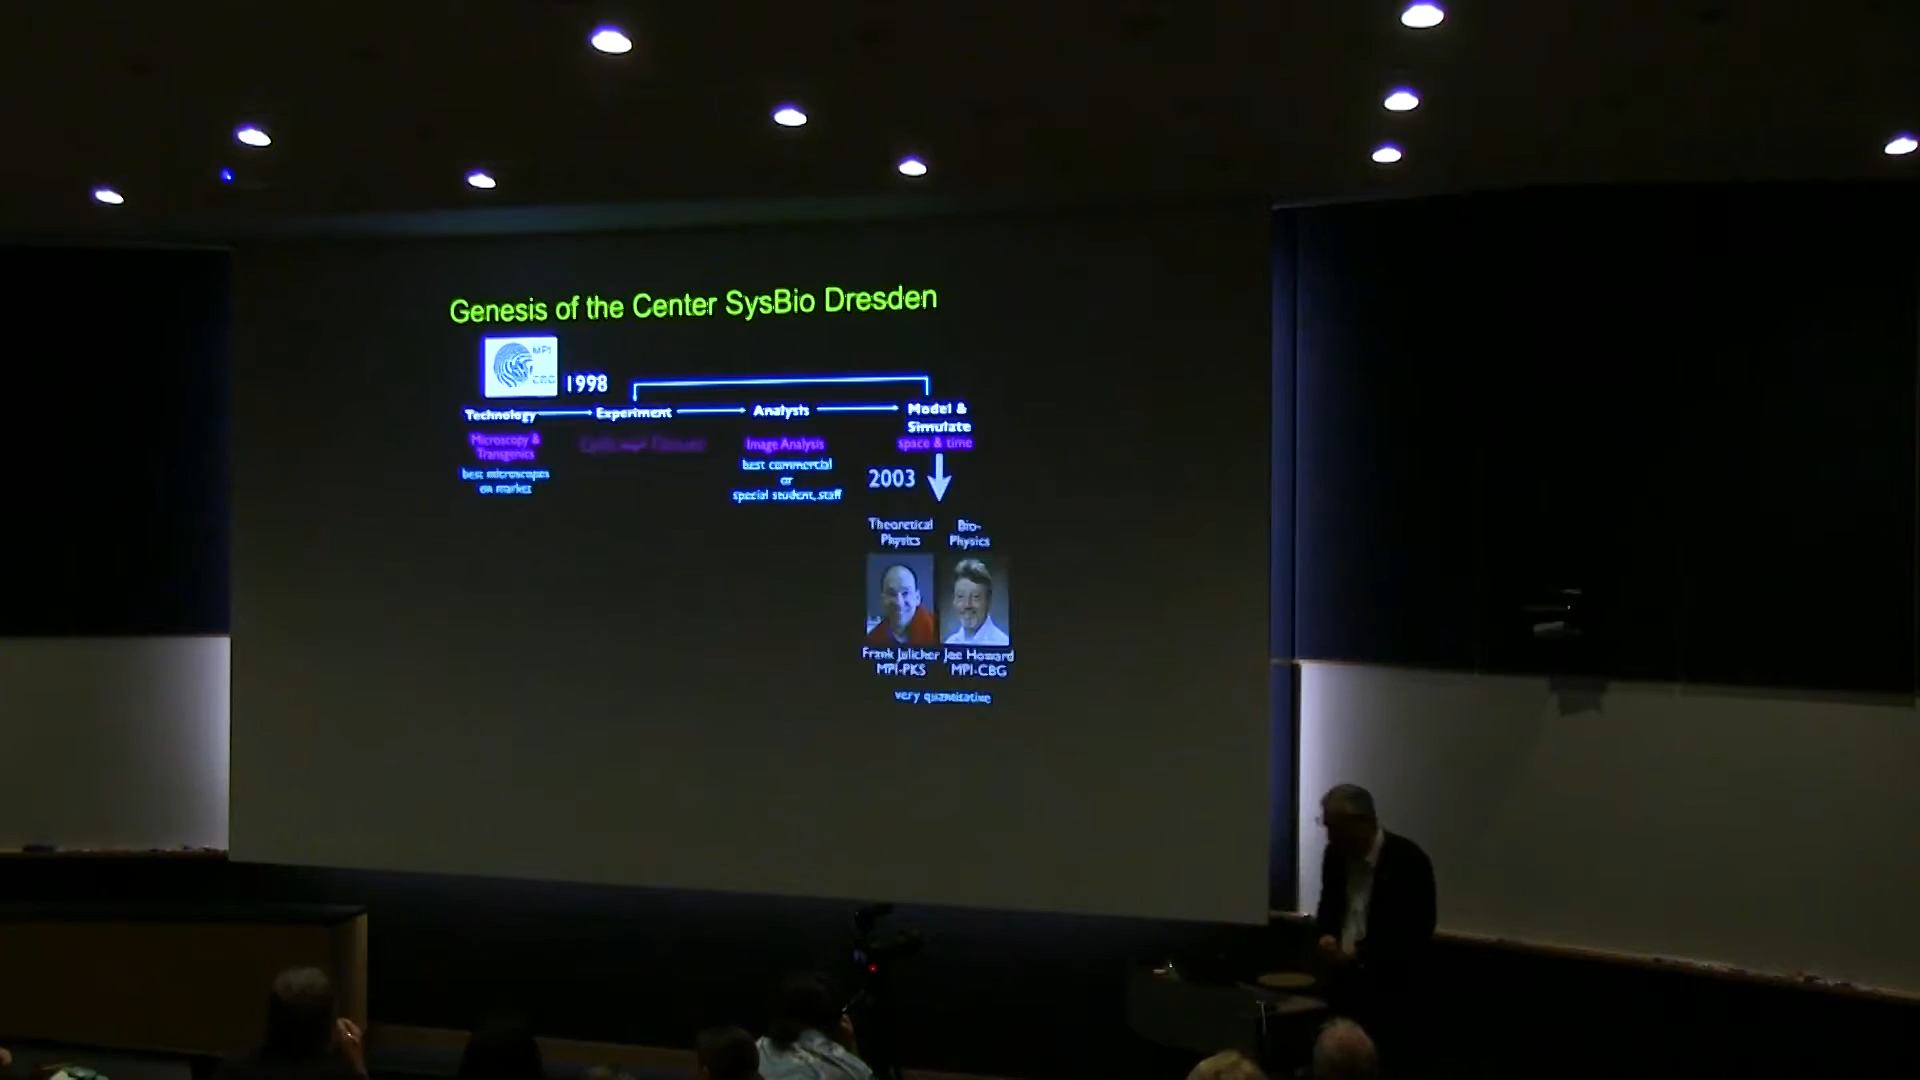 Genesis of the Center SysBio Dresden
MPI
CBG
1998
Technology
Experiment
Analysis
Model &
Simulate
Microscopy &
Transgenics
Image Analysis
space & time
best microscopes
on market
best commercial
or
special student, staff
2003
Theoretical
Physics
Bio-
Physics
Frank Julicher
MPI-PKS
Joe Howard
MPI-CBG
very quantitative